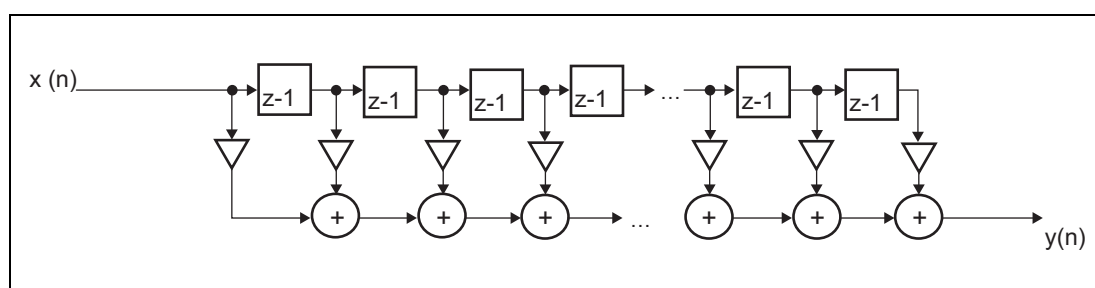 x (n)
z-1 z-1 z-1 z-1 ... z-1 z-1
+ + + ... + + +
y(n)